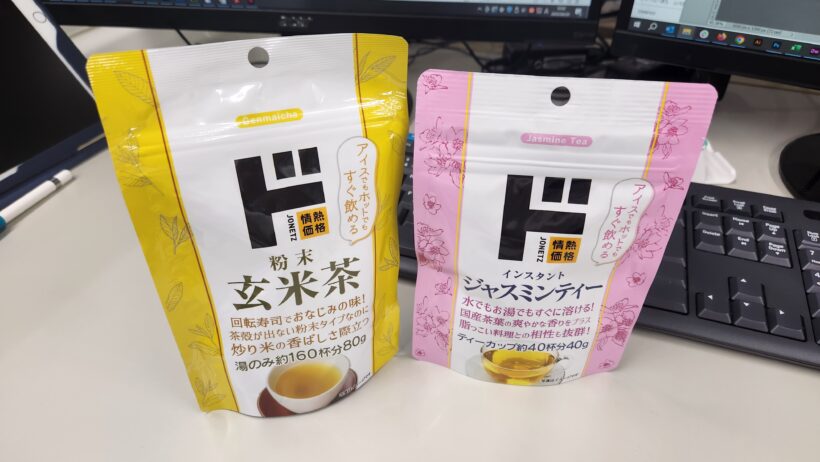 Genmaicha
アイスでもホットでも
すぐ飲める
ド
JONETZ
情熱
価格
粉末
玄米茶
回転寿司でおなじみの味!
茶殻が出ない粉末タイプなのに
炒り米の香ばしさ際立つ
湯のみ約160杯分80g
Jasmine Tea
アイスでもホットでも
すぐ飲める
ド
JONETZ
情熱
価格
インスタント
ジャスミンティー
水でもお湯でもすぐに溶ける!
国産茶葉の爽やかな香りをプラス
脂っこい料理との相性も抜群!
ティーカップ約40杯分40g
Insert
Delete
End